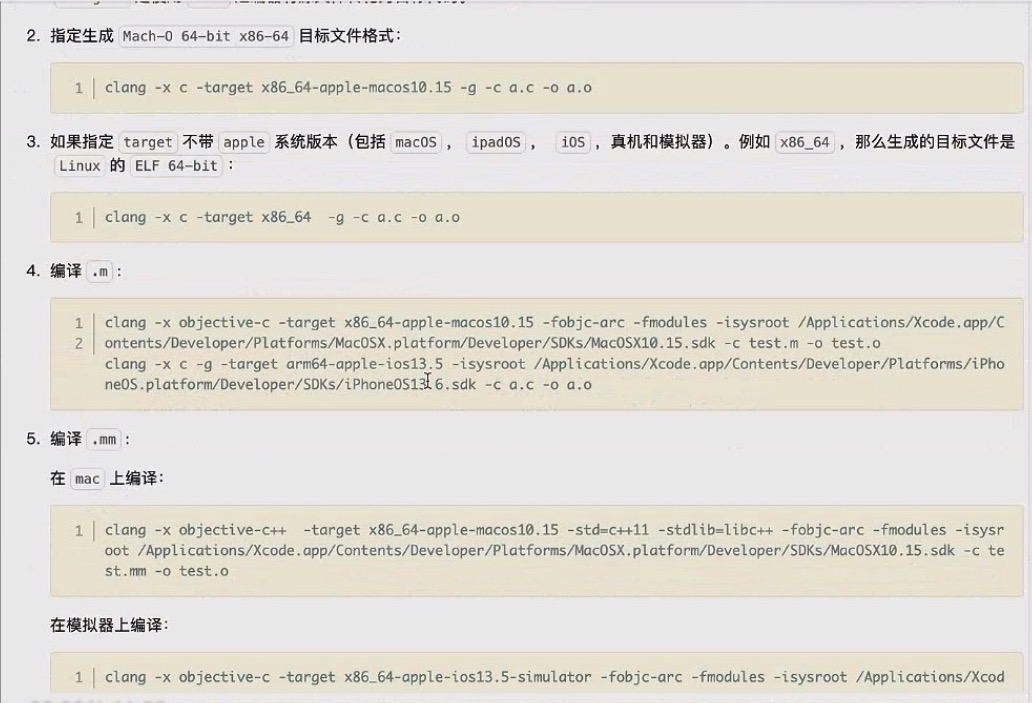 2. 指定生成 Mach-O 64-bit x86-64 目标文件格式：
1 clang -x c -target x86_64-apple-macos10.15 -g -c a.c -o a.o
3. 如果指定 target 不带 apple 系统版本（包括 macOS ， ipadOS ， iOS ，真机和模拟器）。例如 x86_64 ，那么生成的目标文件是
Linux 的 ELF 64-bit ：
1 clang -x c -target x86_64  -g -c a.c -o a.o
4. 编译 .m ：
1 clang -x objective-c -target x86_64-apple-macos10.15 -fobjc-arc -fmodules -isysroot /Applications/Xcode.app/C
2 ontents/Developer/Platforms/MacOSX.platform/Developer/SDKs/MacOSX10.15.sdk -c test.m -o test.o
clang -x c -g -target arm64-apple-ios13.5 -isysroot /Applications/Xcode.app/Contents/Developer/Platforms/iPho
neOS.platform/Developer/SDKs/iPhoneOS13.6.sdk -c a.c -o a.o
5. 编译 .mm ：
在 mac 上编译：
1 clang -x objective-c++  -target x86_64-apple-macos10.15 -std=c++11 -stdlib=libc++ -fobjc-arc -fmodules -isysr
oot /Applications/Xcode.app/Contents/Developer/Platforms/MacOSX.platform/Developer/SDKs/MacOSX10.15.sdk -c te
st.mm -o test.o
在模拟器上编译：
1 clang -x objective-c -target x86_64-apple-ios13.5-simulator -fobjc-arc -fmodules -isysroot /Applications/Xcod